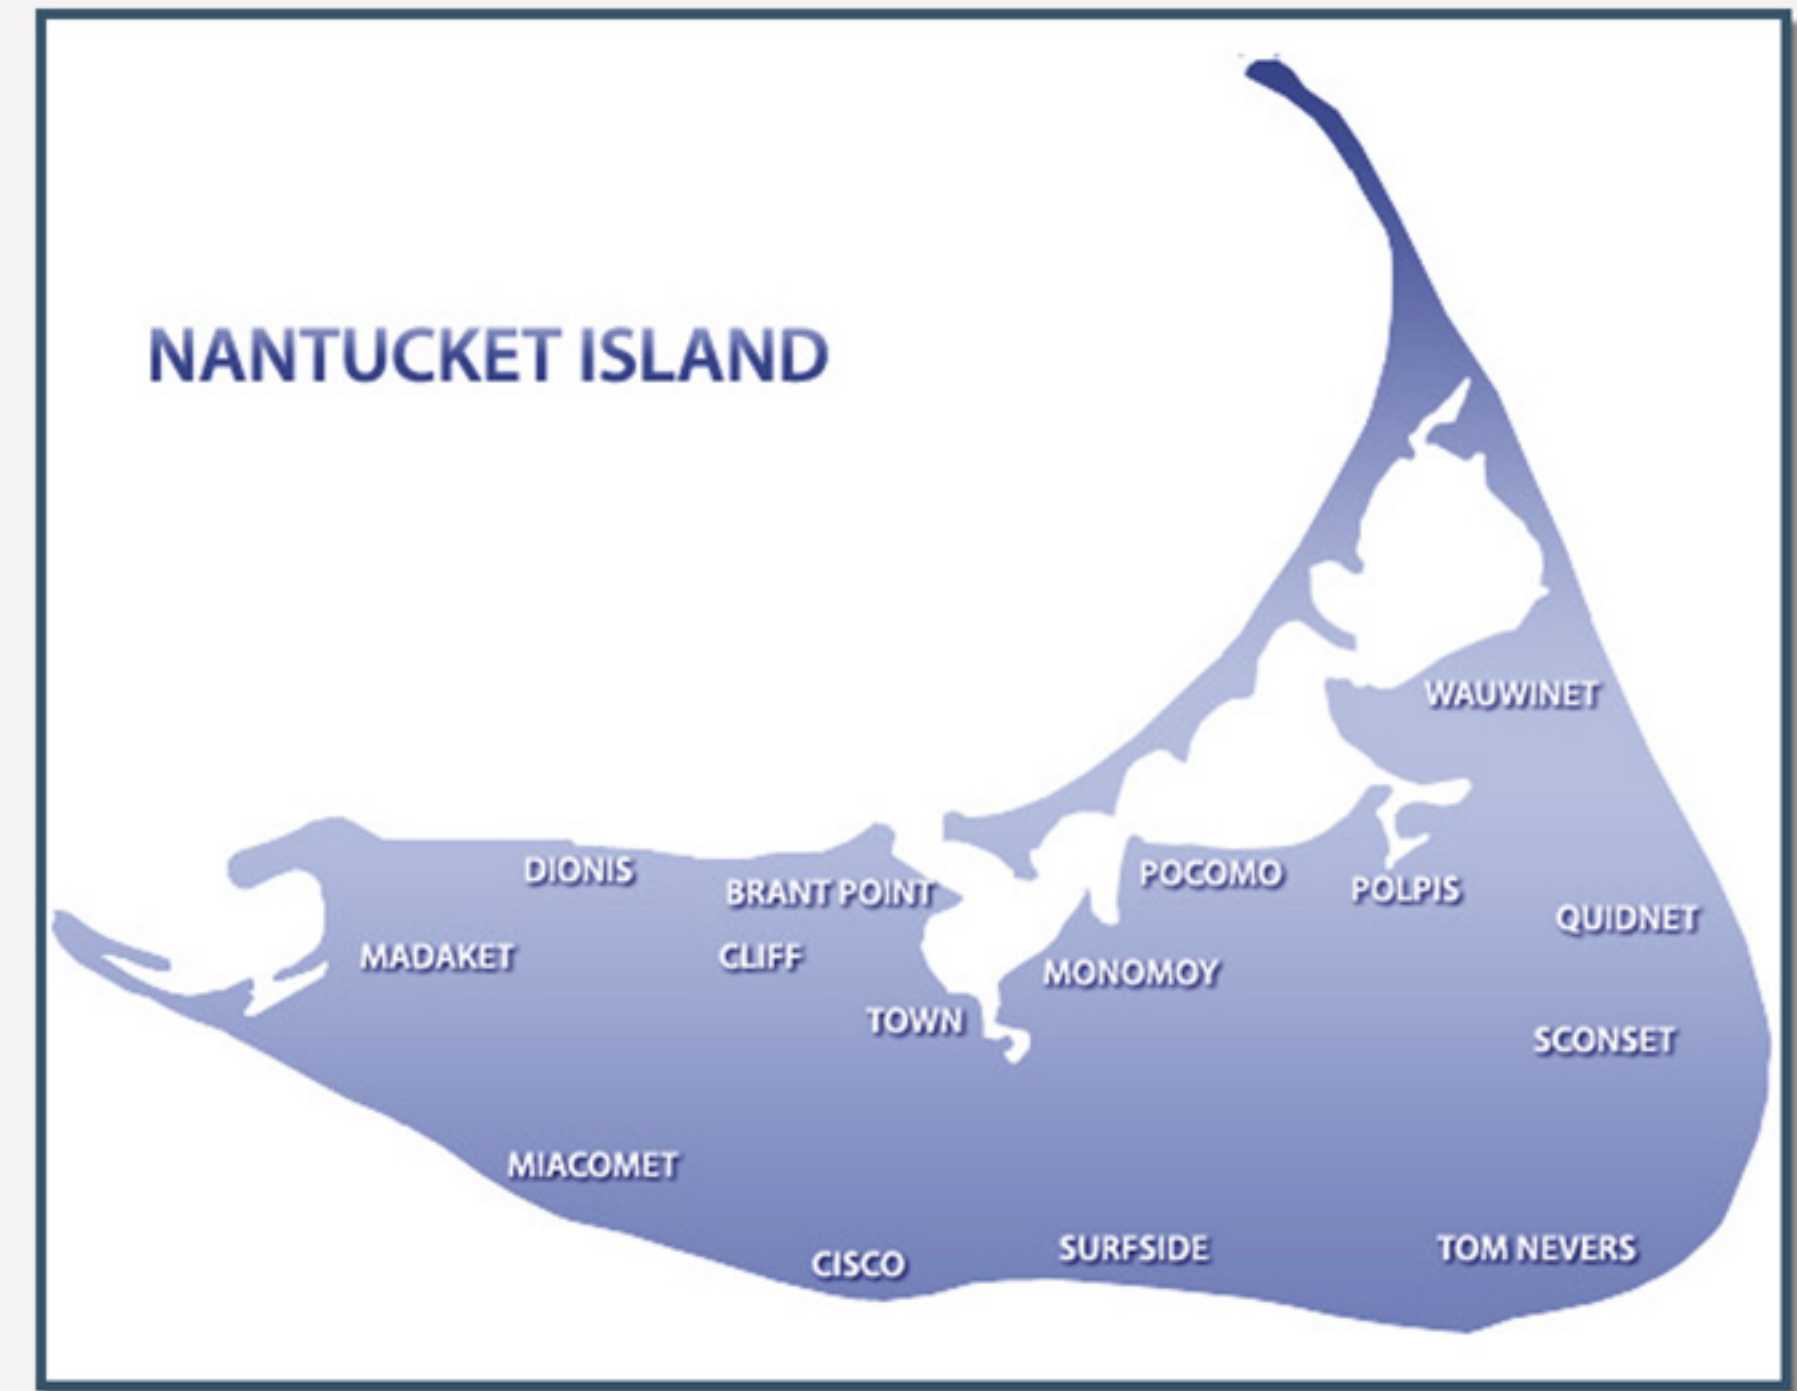 NANTUCKET ISLAND
WAUWINET
DIONIS
BRANT POINT
POCOMO
POLPIS
QUIDNET
MADAKET
CLIFF
MONOMOY
TOWN
SCONSET
MIACOMET
CISCO
SURFSIDE
TOM NEVERS